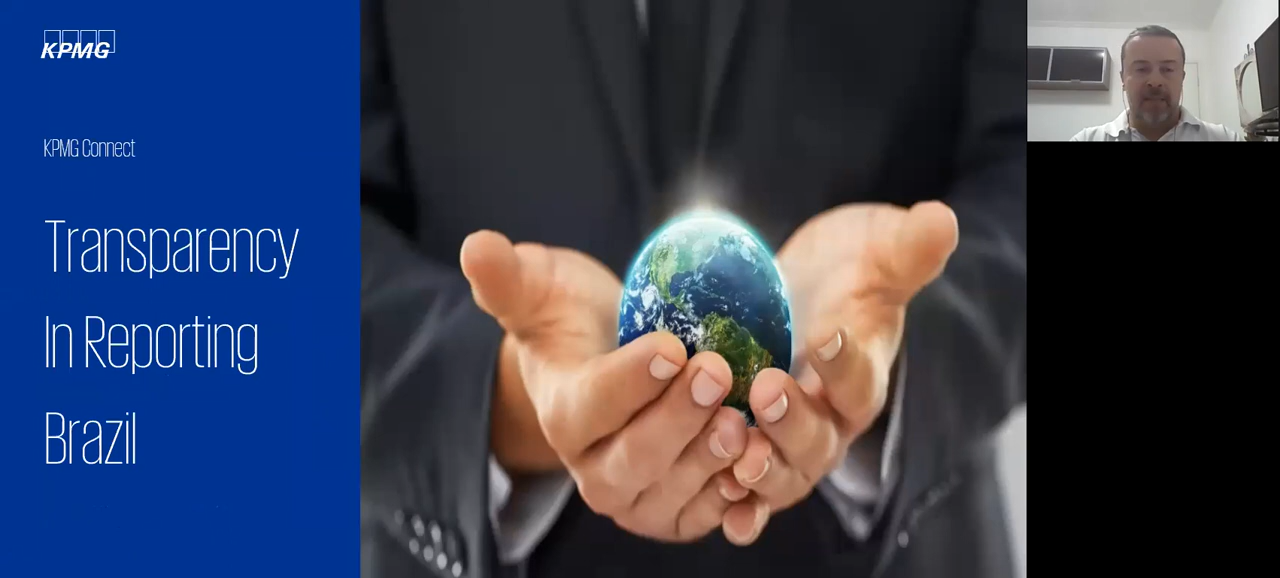 KPMG
KPMG Connect
Transparency
In Reporting
Brazil